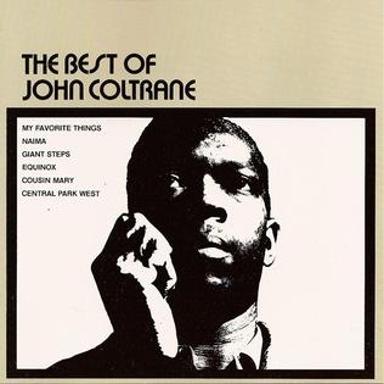 THE BEST OF
JOHN COLTRANE
MY FAVORITE THINGS
NAIMA
GIANT STEPS
EQUINOX
COUSIN MARY
CENTRAL PARK WEST